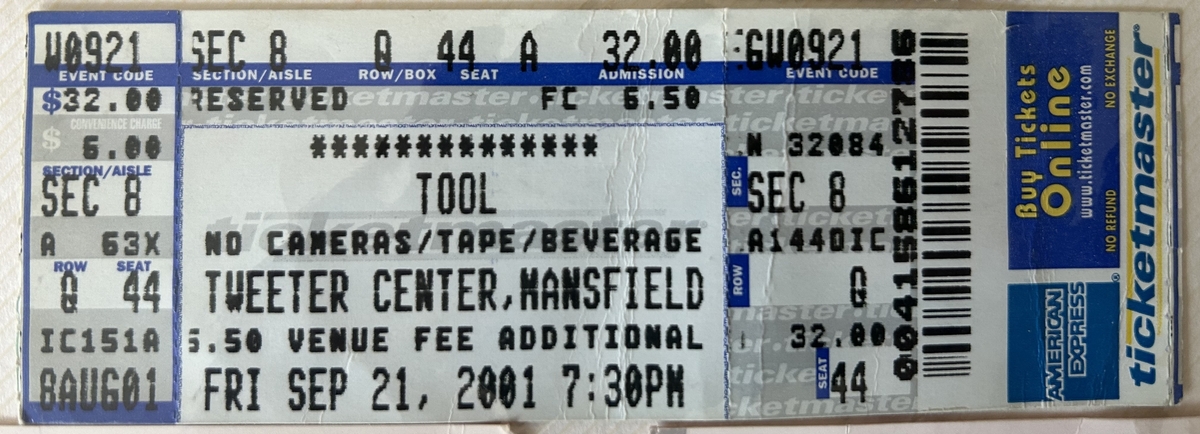 W0921
EVENT CODE
$32.00
CONVENIENCE CHARGE
$ 6.00
SECTION/AISLE
SEC 8
A 63X
ROW SEAT
Q 44
IC151A
8AUG01
SEC 8 Q 44 A 32.00
SECTION/AISLE ROW/BOX SEAT ADMISSION
RESERVED FC 6.50
**************
TOOL
NO CAMERAS/TAPE/BEVERAGE
TWEETER CENTER,MANSFIELD
5.50 VENUE FEE ADDITIONAL
FRI SEP 21, 2001 7:30PM
GW0921
EVENT CODE
N 32084
SEC. SEC 8
A1440IC
ROW Q
32.00
SEAT 44
Buy Tickets
Online
www.ticketmaster.com
NO REFUND NO EXCHANGE
AMERICAN
EXPRESS
ticketmaster®